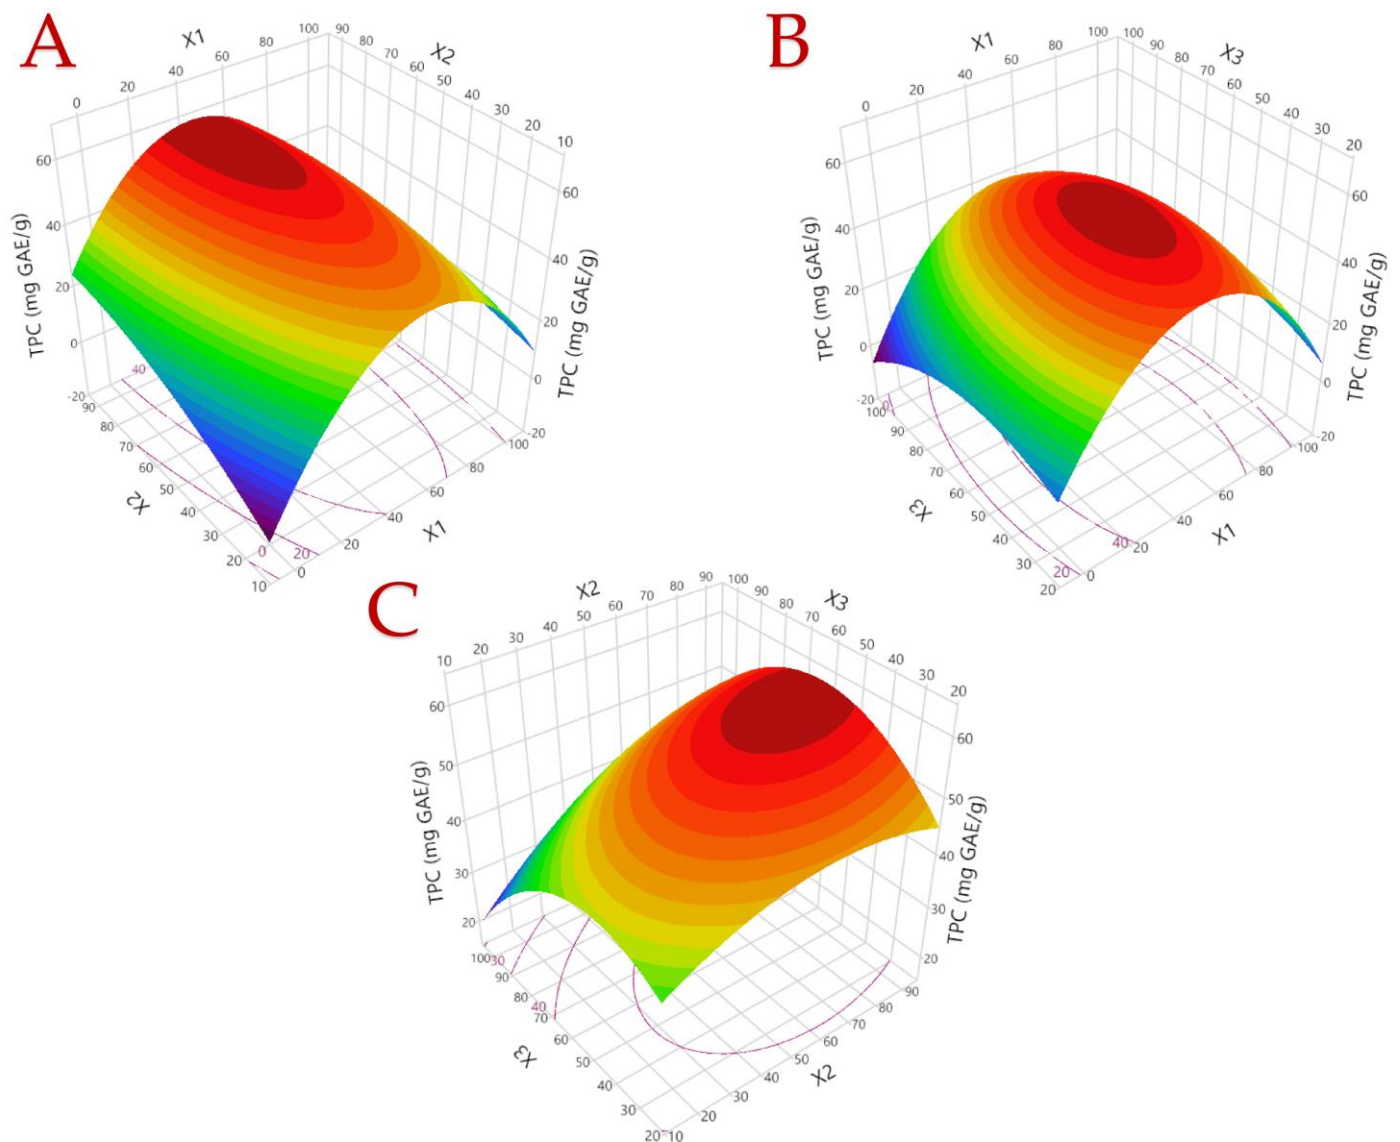 A
X1
0 20 40 60 80 100
X2
90 80 70 60 50 40 30 20 10
TPC (mg GAE/g)
60 40 20 0 -20
TPC (mg GAE/g)
60 40 20 0 -20
X2
90 80 70 60 50 40 30 20 10
X1
0 20 40 60 80 100
40
0
20
B
X1
0 20 40 60 80 100
X3
100 90 80 70 60 50 40 30 20
TPC (mg GAE/g)
60 40 20 0 -20
TPC (mg GAE/g)
60 40 20 0 -20
X3
100 90 80 70 60 50 40 30 20
X1
0 20 40 60 80 100
0
40
20
C
X2
10 20 30 40 50 60 70 80 90
X3
100 90 80 70 60 50 40 30 20
TPC (mg GAE/g)
60 50 40 30 20
TPC (mg GAE/g)
60 50 40 30 20
X3
100 90 80 70 60 50 40 30 20
X2
10 20 30 40 50 60 70 80 90
30
40